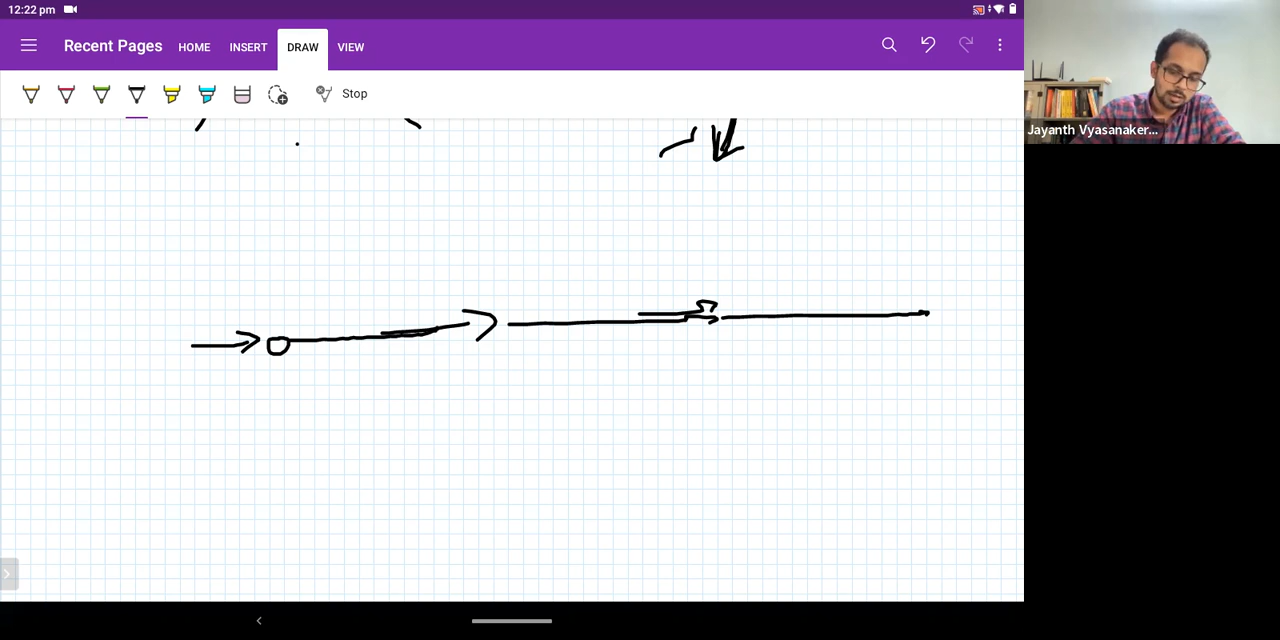 12:22 pm
Recent Pages HOME INSERT DRAW VIEW
Stop
Jayanth Vyasanaker...